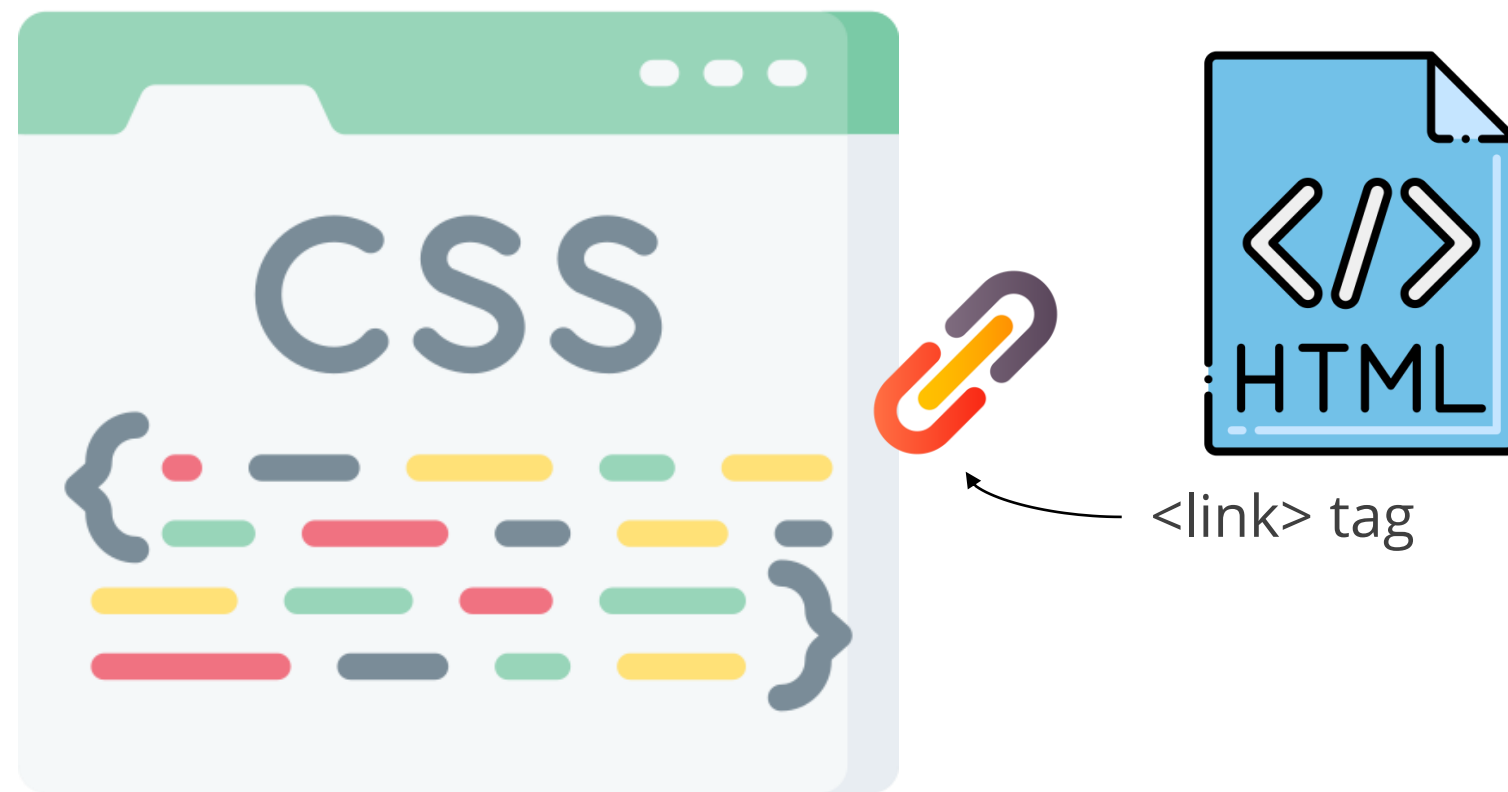 CSS
{
}
</>
HTML
<link> tag